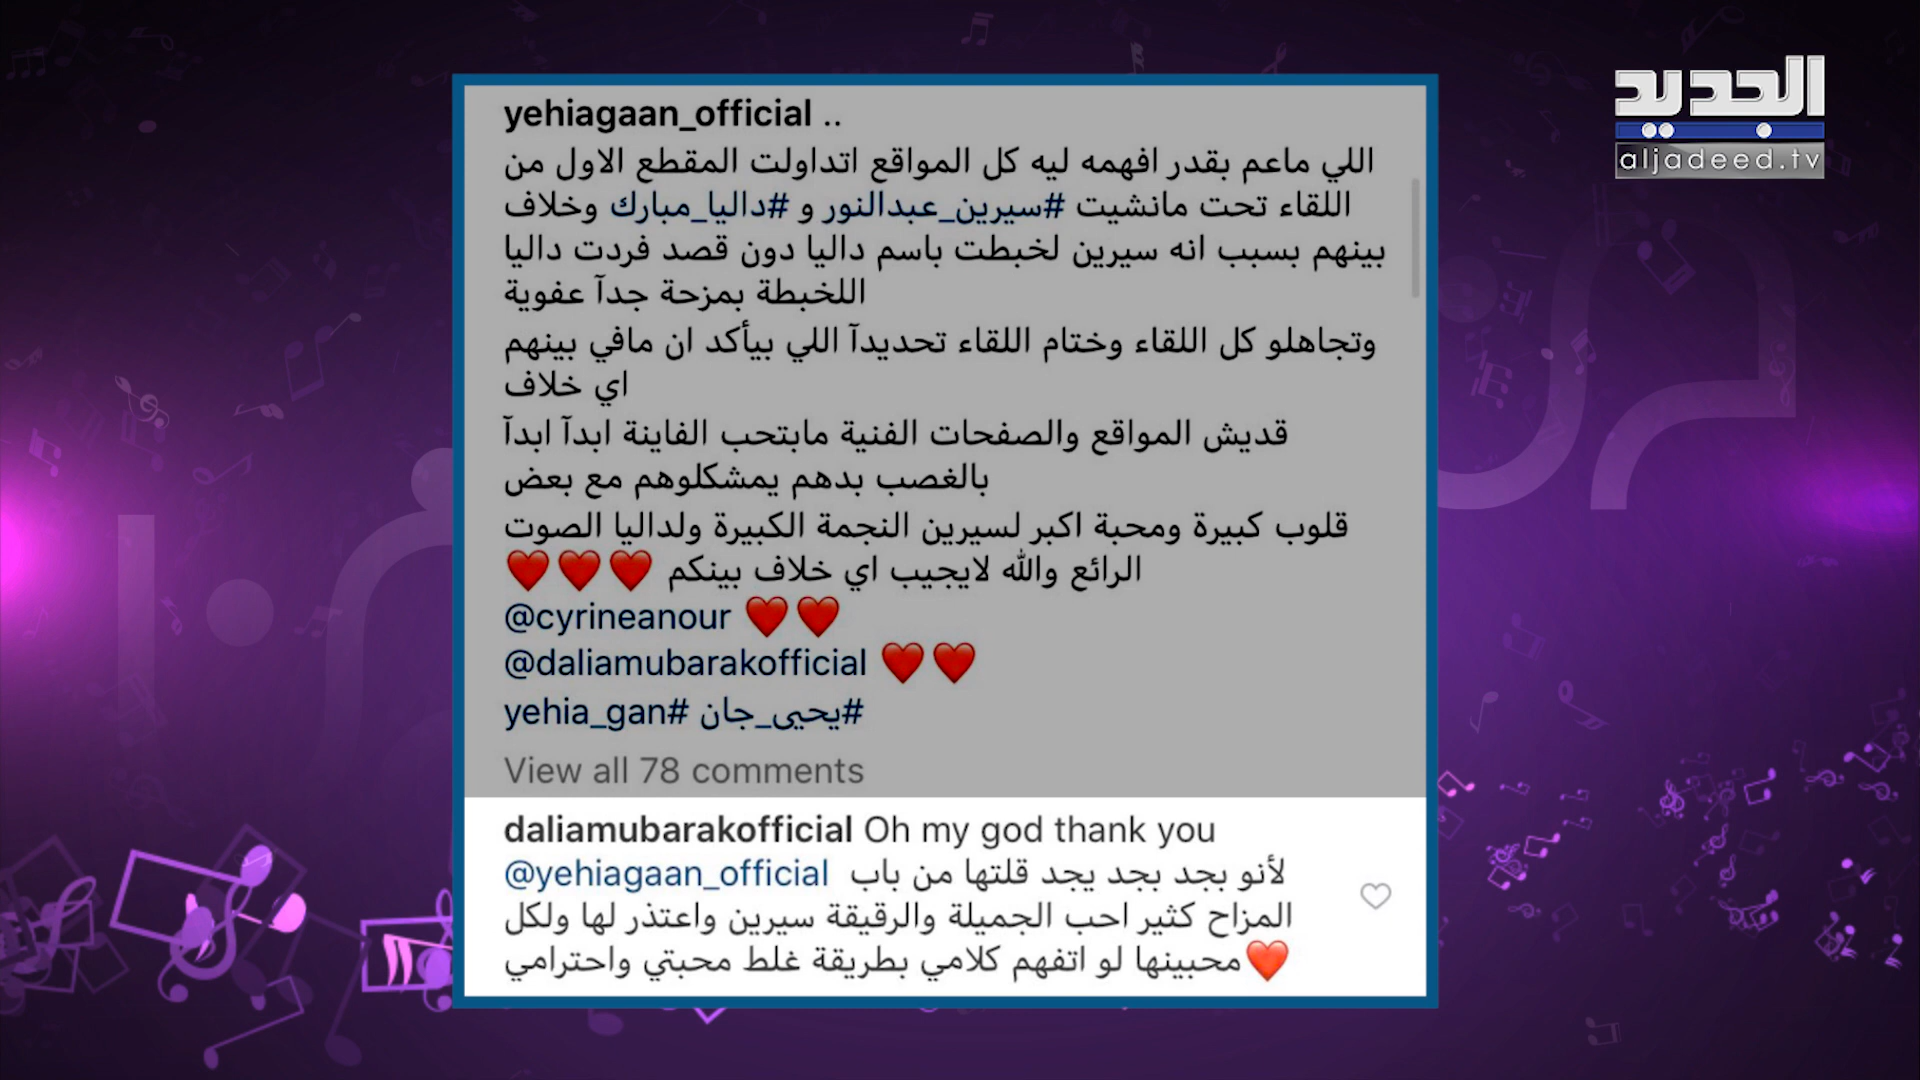 الجديد
aljadeed.tv
yehiagaan_official ..
اللي ماعم بقدر افهمه ليه كل المواقع اتداولت المقطع الاول من
اللقاء تحت مانشيت #سيرين_عبدالنور و #داليا_مبارك وخلاف
بينهم بسبب انه سيرين لخبطت باسم داليا دون قصد فردت داليا
اللخبطة بمزحة جدآ عفوية
وتجاهلو كل اللقاء وختام اللقاء تحديدآ اللي بيأكد ان مافي بينهم
اي خلاف
قديش المواقع والصفحات الفنية مابتحب الفاينة ابدآ ابدآ
بالغصب بدهم يمشكلوهم مع بعض
قلوب كبيرة ومحبة اكبر لسيرين النجمة الكبيرة ولداليا الصوت
الرائع والله لايجيب اي خلاف بينكم ❤️❤️❤️
@cyrineanour ❤️❤️
@daliamubarakofficial ❤️❤️
#يحيى_جان #yehia_gan
View all 78 comments
daliamubarakofficial Oh my god thank you
@yehiagaan_official لأنو بجد بجد يجد قلتها من باب
المزاح كثير احب الجميلة والرقيقة سيرين واعتذر لها ولكل
محبينها لو اتفهم كلامي بطريقة غلط محبتي واحترامي❤️